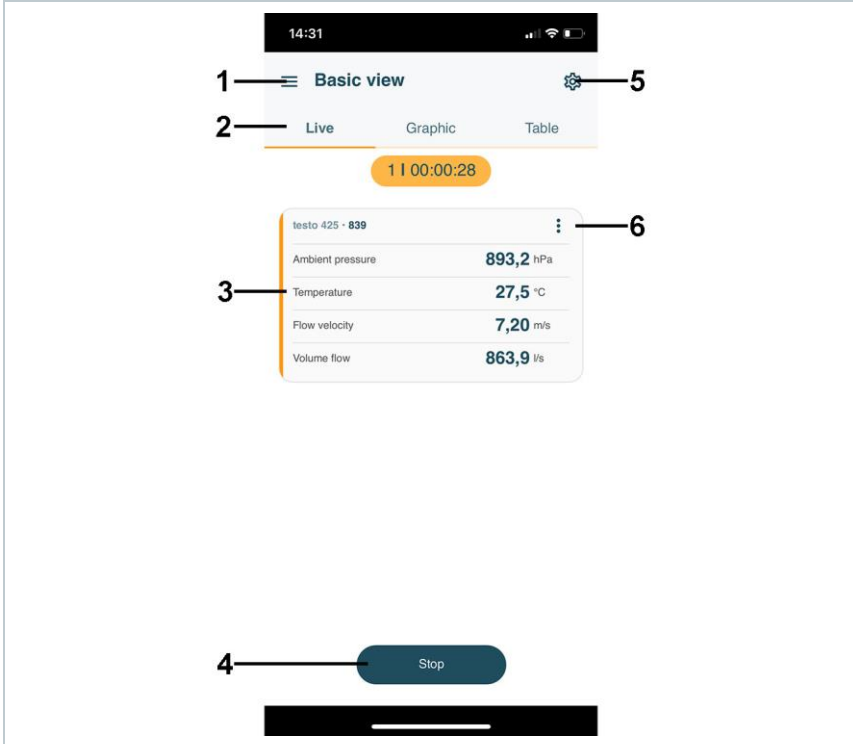 14:31
1 Basic view 5
2 Live Graphic Table
1 I 00:00:28
testo 425 · 839 6
Ambient pressure 893,2 hPa
3 Temperature 27,5 °C
Flow velocity 7,20 m/s
Volume flow 863,9 l/s
4 Stop